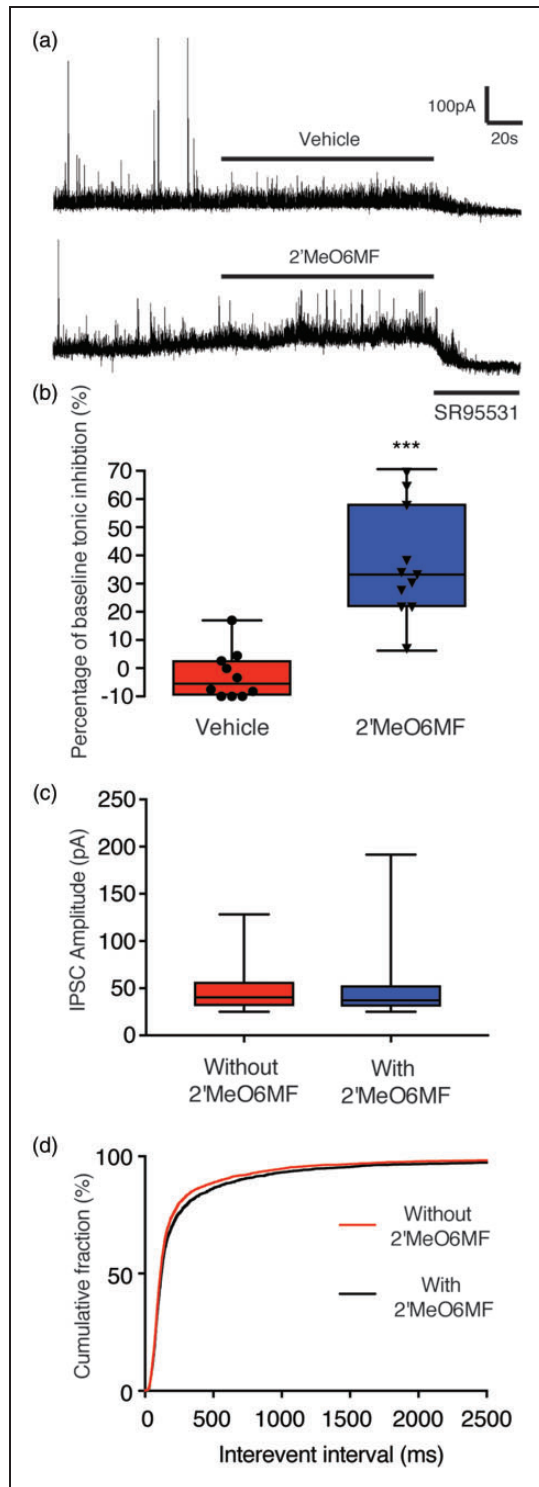 (a)
100pA
20s
Vehicle
2'MeO6MF
SR95531
(b)
Percentage of baseline tonic inhibtion (%)
70
60
50
40
30
20
10
0
-10
***
Vehicle
2'MeO6MF
(c)
IPSC Amplitude (pA)
250
200
150
100
50
0
Without
2'MeO6MF
With
2'MeO6MF
(d)
Cumulative fraction (%)
100
50
0
Without
2'MeO6MF
With
2'MeO6MF
0 500 1000 1500 2000 2500
Interevent interval (ms)